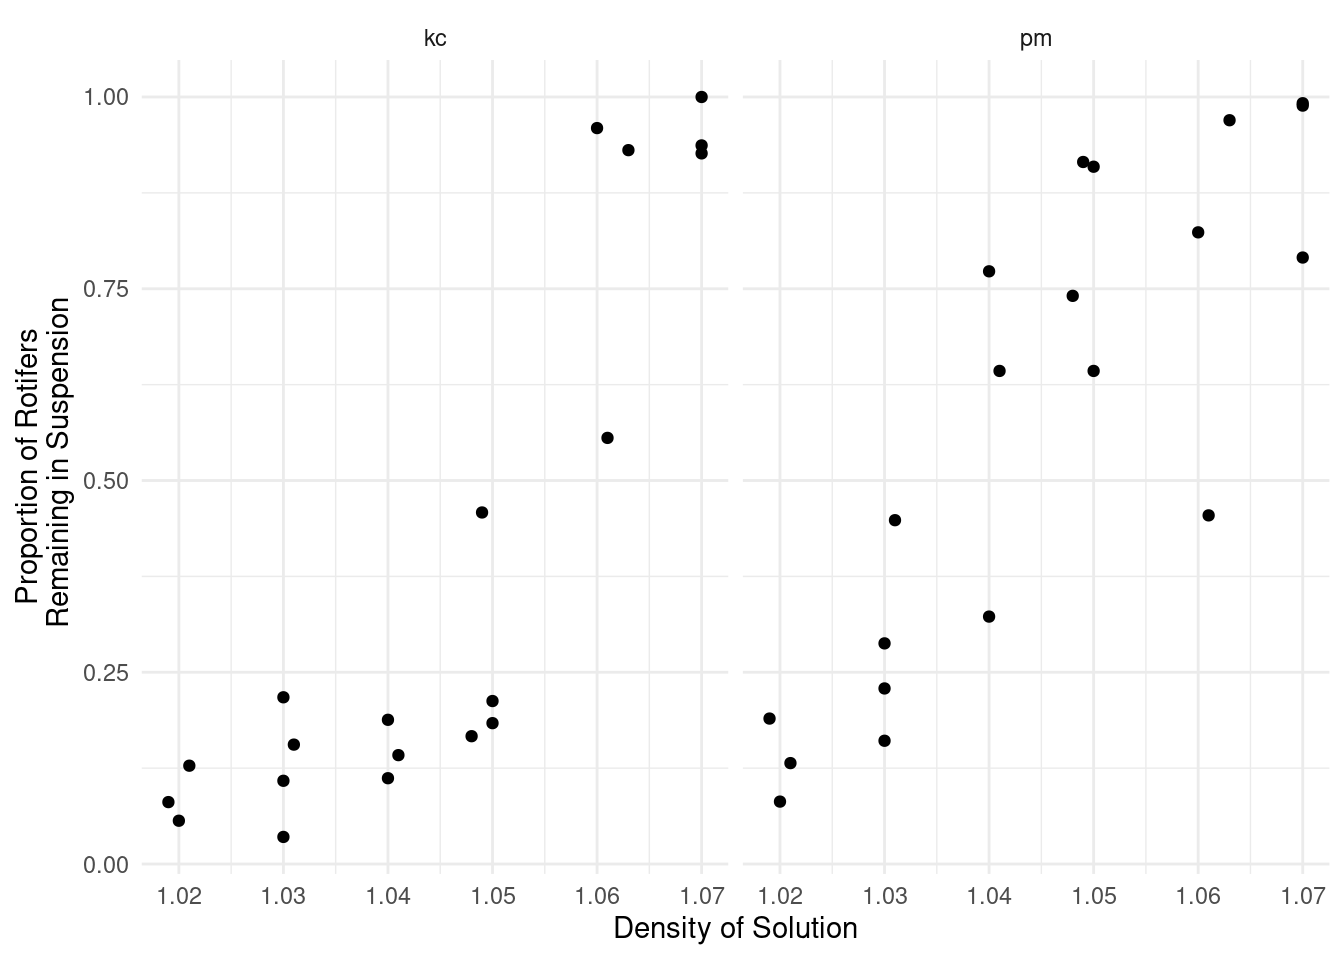 kc
pm
1.00
0.75
0.50
0.25
0.00
Proportion of Rotifers
Remaining in Suspension
1.02 1.03 1.04 1.05 1.06 1.07
1.02 1.03 1.04 1.05 1.06 1.07
Density of Solution